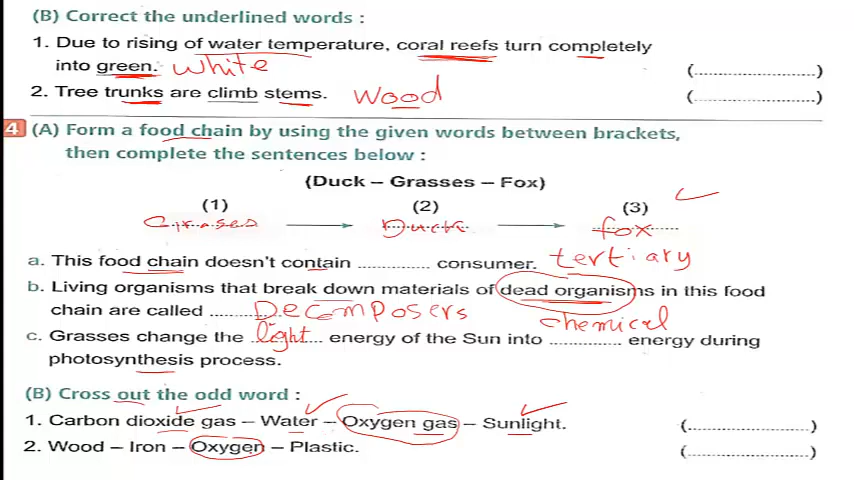 (B) Correct the underlined words :
1. Due to rising of water temperature, coral reefs turn completely
into green. white (....................)
2. Tree trunks are climb stems. Wood (....................)
4 (A) Form a food chain by using the given words between brackets,
then complete the sentences below :
(Duck – Grasses – Fox)
(1) (2) (3)
Grasses Duck fox
a. This food chain doesn't contain .............. consumer. tertiary
b. Living organisms that break down materials of dead organisms in this food
chain are called .......... Decomposers
chemical
c. Grasses change the light energy of the Sun into .............. energy during
photosynthesis process.
(B) Cross out the odd word :
1. Carbon dioxide gas – Water – Oxygen gas – Sunlight. (....................)
2. Wood – Iron – Oxygen – Plastic. (....................)